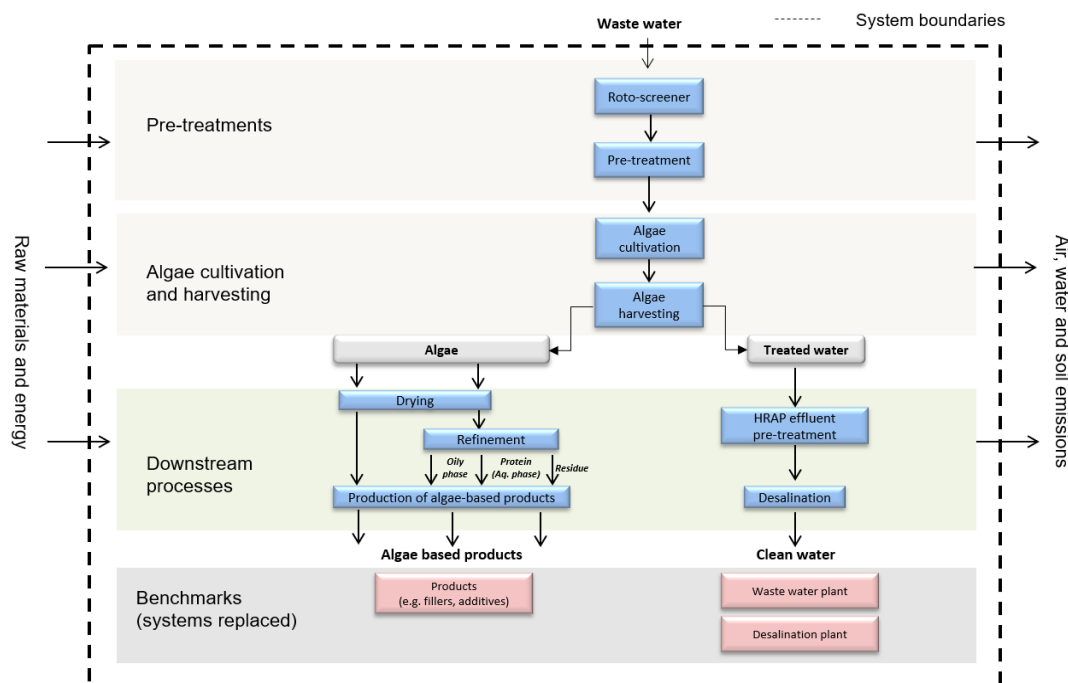 Waste water
System boundaries
Pre-treatments
Roto-screener
Pre-treatment
Raw materials and energy
Air, water and soil emissions
Algae cultivation
and harvesting
Algae
cultivation
Algae
harvesting
Algae
Treated water
Downstream
processes
Drying
Refinement
Oily
phase
Protein
(Aq. phase)
Residue
Production of algae-based products
HRAP effluent
pre-treatment
Desalination
Algae based products
Clean water
Benchmarks
(systems replaced)
Products
(e.g. fillers, additives)
Waste water plant
Desalination plant